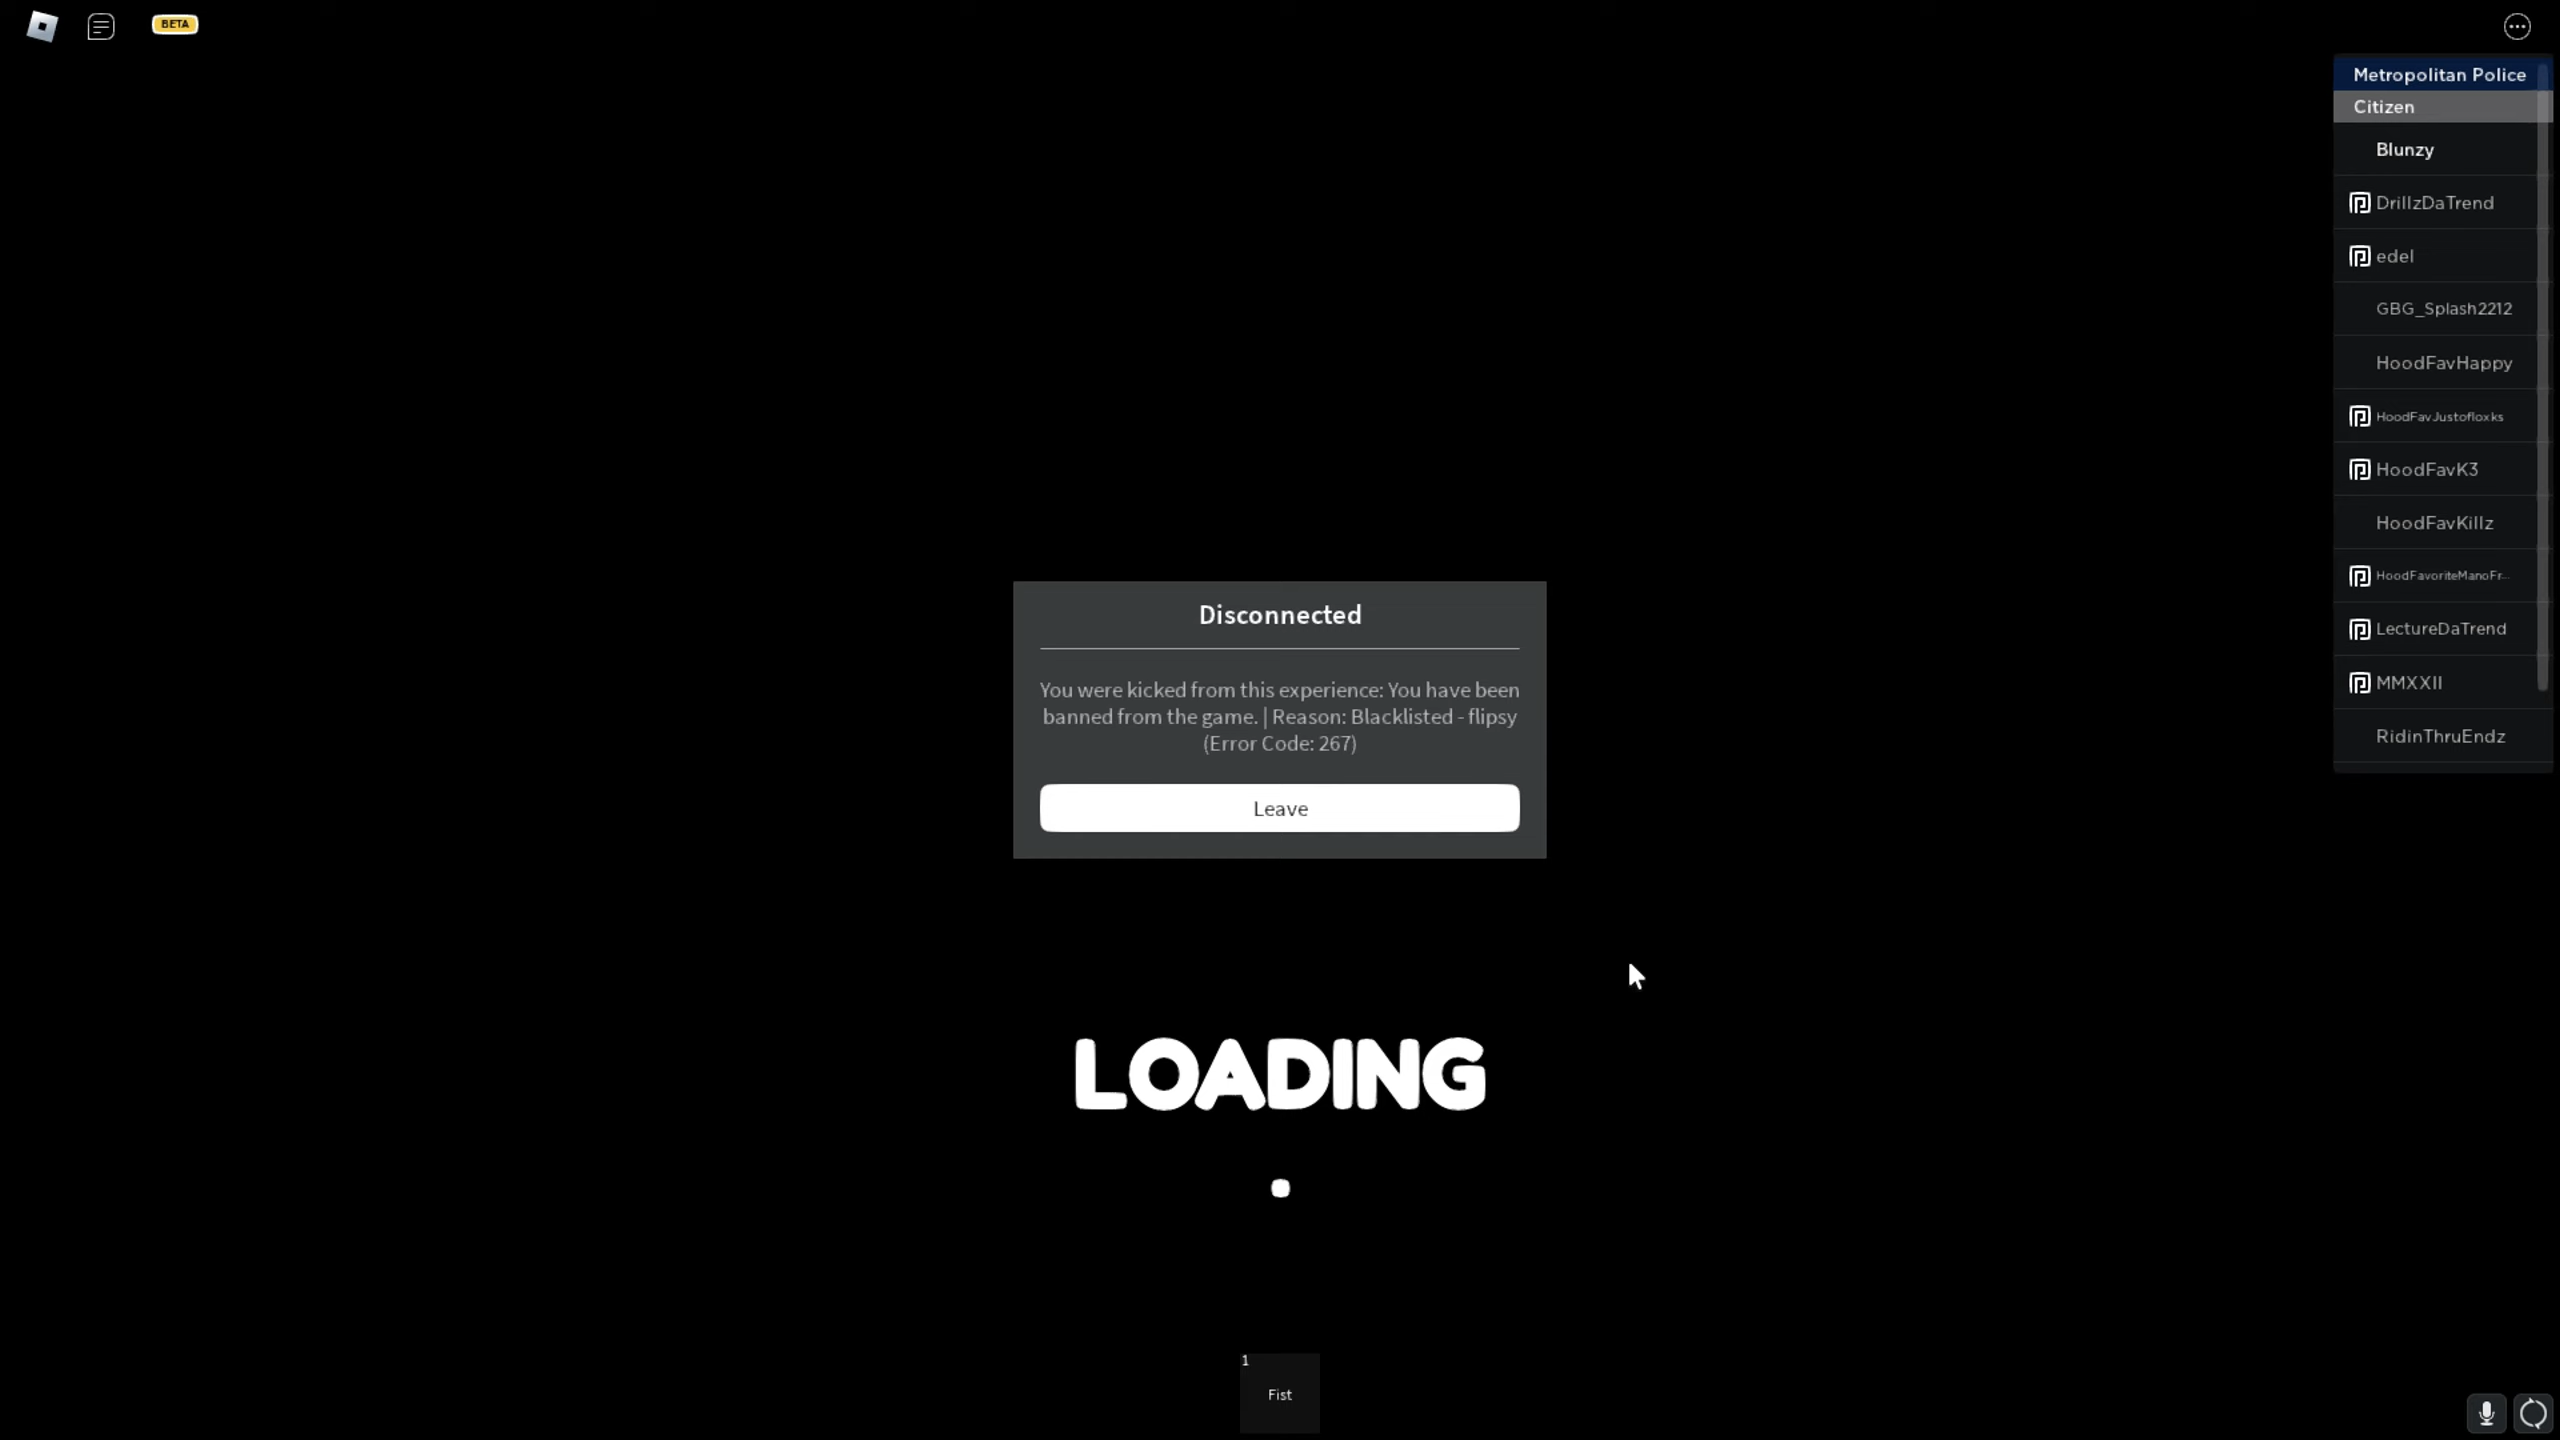 BETA
Metropolitan Police
Citizen
Blunzy
DrillzDaTrend
edel
GBG_Splash2212
HoodFavHappy
HoodFavJustofloxks
HoodFavK3
HoodFavKillz
HoodFavoriteManoFr...
LectureDaTrend
MMXXII
RidinThruEndz
Disconnected
You were kicked from this experience: You have been
banned from the game. | Reason: Blacklisted - flipsy
(Error Code: 267)
Leave
LOADING
1
Fist